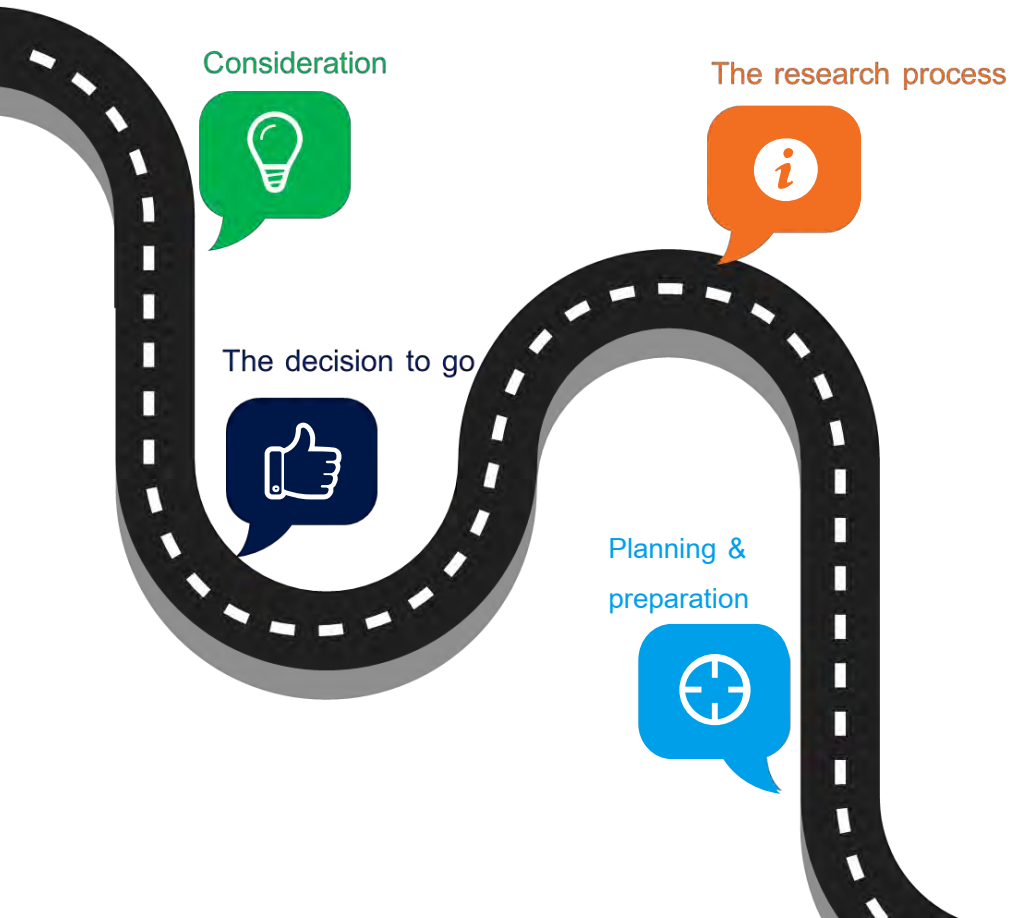 Consideration
The research process
The decision to go
Planning &
preparation